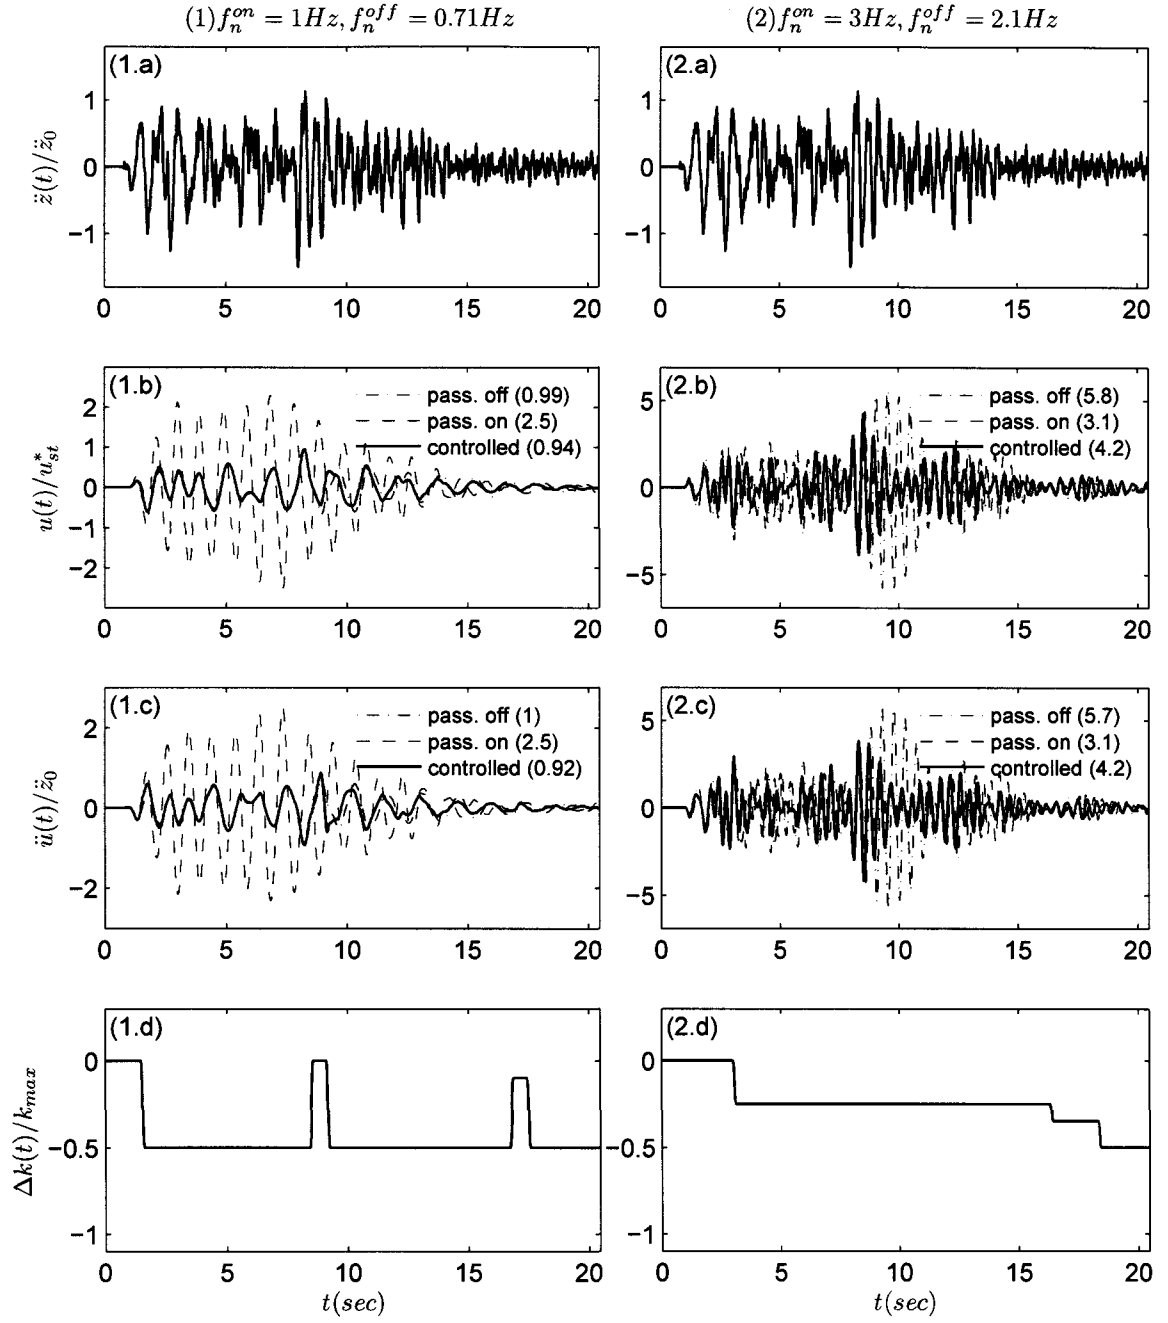 (1) f_n^{on} = 1Hz, f_n^{off} = 0.71Hz
(2) f_n^{on} = 3Hz, f_n^{off} = 2.1Hz
(1.a)
1
0
−1
z̈(t)/z̈_0
0 5 10 15 20
(2.a)
1
0
−1
0 5 10 15 20
(1.b)
pass. off (0.99)
pass. on (2.5)
controlled (0.94)
2
1
0
−1
−2
u(t)/u*_{st}
0 5 10 15 20
(2.b)
pass. off (5.8)
pass. on (3.1)
controlled (4.2)
5
0
−5
0 5 10 15 20
(1.c)
pass. off (1)
pass. on (2.5)
controlled (0.92)
2
0
−2
ü(t)/z̈_0
0 5 10 15 20
(2.c)
pass. off (5.7)
pass. on (3.1)
controlled (4.2)
5
0
−5
0 5 10 15 20
(1.d)
0
−0.5
−1
Δk(t)/k_{max}
0 5 10 15 20
t(sec)
(2.d)
0
−0.5
−1
0 5 10 15 20
t(sec)